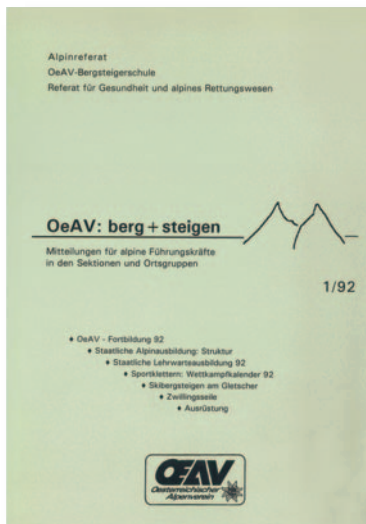 Alpinreferat
OeAV-Bergsteigerschule
Referat für Gesundheit und alpines Rettungswesen
OeAV: berg + steigen
Mitteilungen für alpine Führungskräfte
in den Sektionen und Ortsgruppen
1/92
♦ OeAV - Fortbildung 92
♦ Staatliche Alpinausbildung: Struktur
♦ Staatliche Lehrwarteausbildung 92
♦ Sportklettern: Wettkampfkalender 92
♦ Skibergsteigen am Gletscher
♦ Zwillingsseile
♦ Ausrüstung
OEAV
Oesterreichischer
Alpenverein